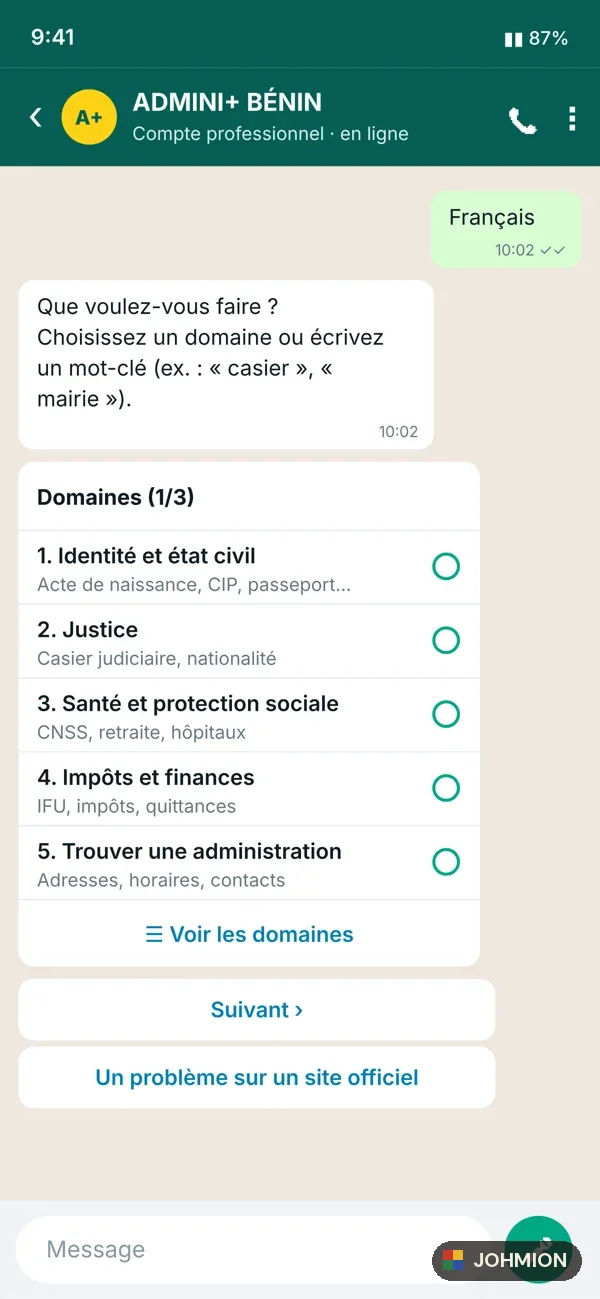 9:41
87%
A+
ADMINI+ BÉNIN
Compte professionnel · en ligne
Français
10:02 ✓✓
Que voulez-vous faire ?
Choisissez un domaine ou écrivez
un mot-clé (ex. : « casier », «
mairie »).
10:02
Domaines (1/3)
1. Identité et état civil
Acte de naissance, CIP, passeport...
2. Justice
Casier judiciaire, nationalité
3. Santé et protection sociale
CNSS, retraite, hôpitaux
4. Impôts et finances
IFU, impôts, quittances
5. Trouver une administration
Adresses, horaires, contacts
☰ Voir les domaines
Suivant ›
Un problème sur un site officiel
Message
JOHMION